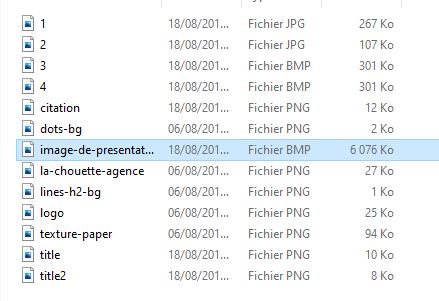 1 18/08/201... Fichier JPG 267 Ko
2 18/08/201... Fichier JPG 107 Ko
3 18/08/201... Fichier BMP 301 Ko
4 18/08/201... Fichier BMP 301 Ko
citation 18/08/201... Fichier PNG 12 Ko
dots-bg 06/08/201... Fichier PNG 2 Ko
image-de-presentat... 18/08/201... Fichier BMP 6 076 Ko
la-chouette-agence 06/08/201... Fichier PNG 27 Ko
lines-h2-bg 06/08/201... Fichier PNG 1 Ko
logo 06/08/201... Fichier PNG 25 Ko
texture-paper 06/08/201... Fichier PNG 94 Ko
title 18/08/201... Fichier PNG 10 Ko
title2 18/08/201... Fichier PNG 8 Ko